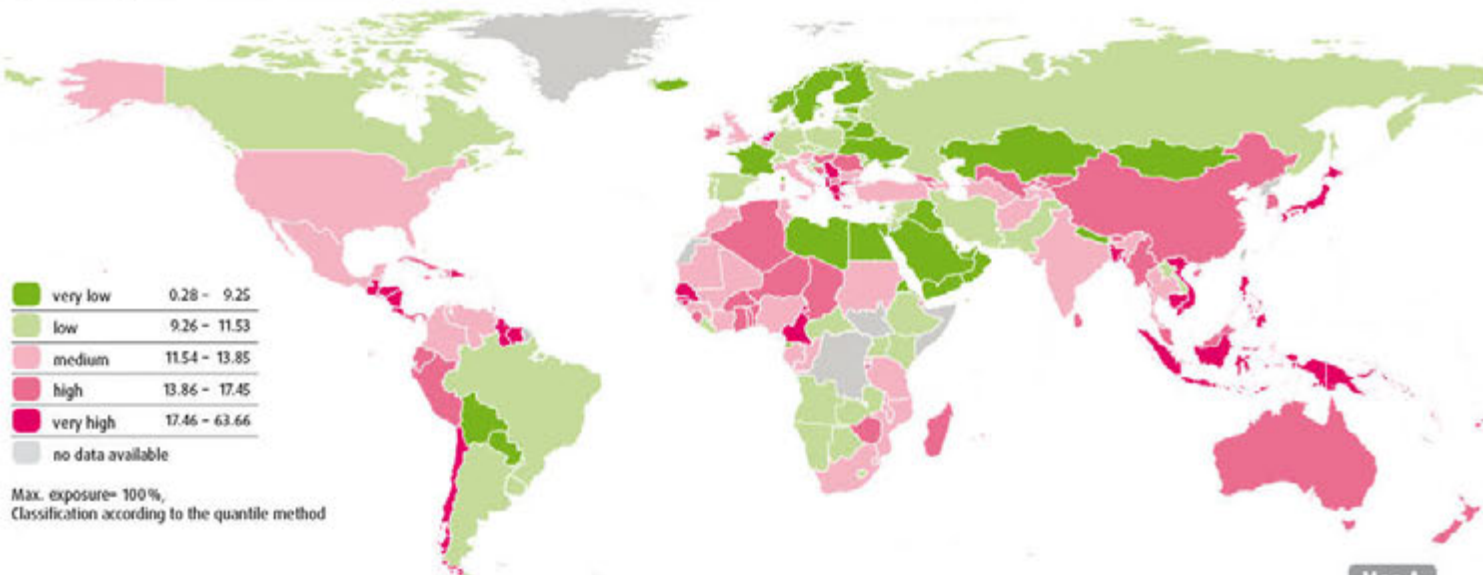 very low 0.28 – 9.25
low 9.26 – 11.53
medium 11.54 – 13.85
high 13.86 – 17.45
very high 17.46 – 63.66
no data available
Max. exposure= 100%,
Classification according to the quantile method